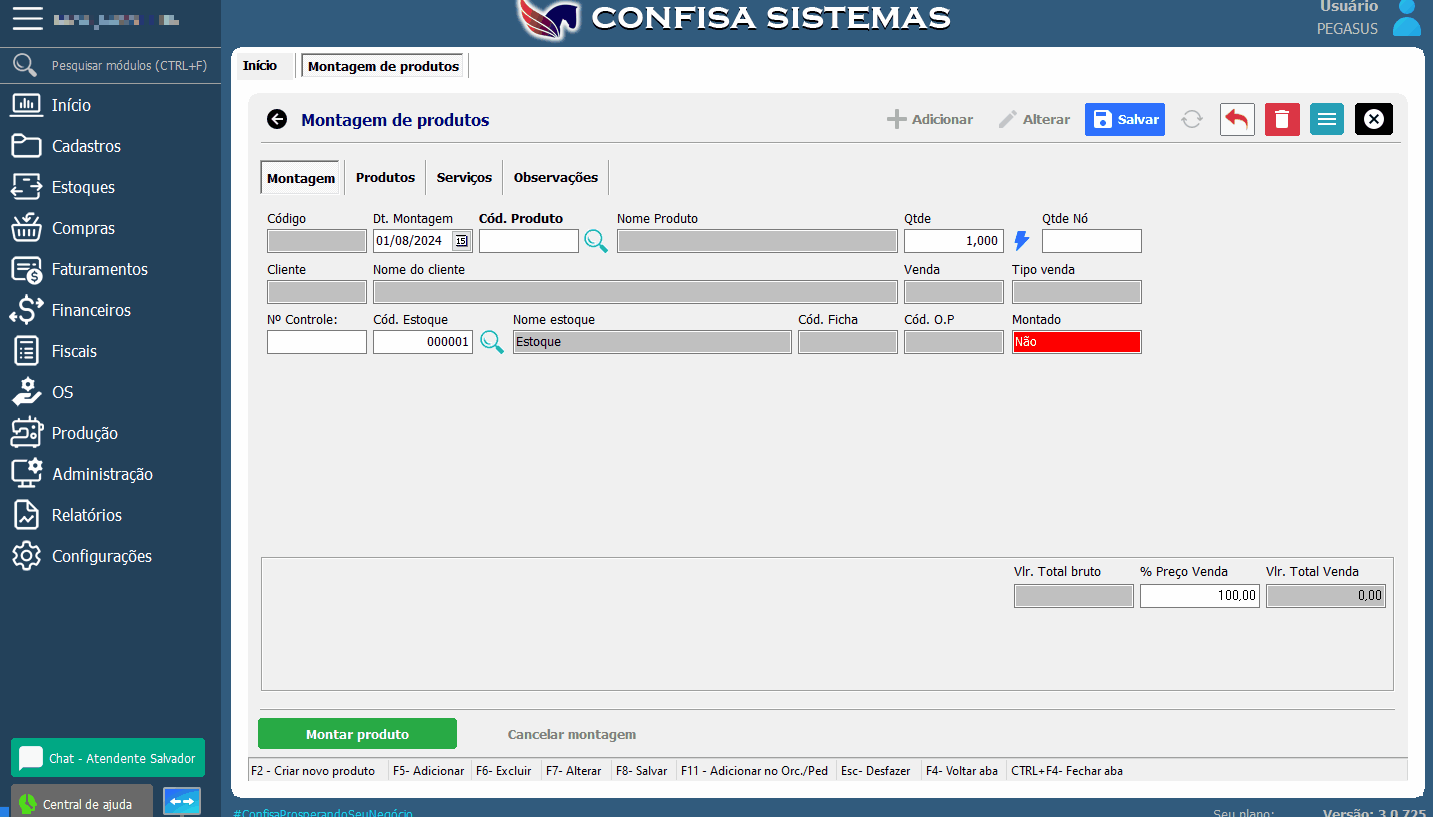 CONFISA SISTEMAS
Usuário
PEGASUS
Pesquisar módulos (CTRL+F)
Início
Cadastros
Estoques
Compras
Faturamentos
Financeiros
Fiscais
OS
Produção
Administração
Relatórios
Configurações
Chat - Atendente Salvador
Central de ajuda
Início Montagem de produtos
Montagem de produtos Adicionar Alterar Salvar
Montagem Produtos Serviços Observações
Código Dt. Montagem Cód. Produto Nome Produto Qtde Qtde Nó
01/08/2024 15 1,000
Cliente Nome do cliente Venda Tipo venda
Nº Controle: Cód. Estoque Nome estoque Cód. Ficha Cód. O.P Montado
000001 Estoque Não
Vlr. Total bruto % Preço Venda Vlr. Total Venda
100,00 0,00
Montar produto Cancelar montagem
F2 - Criar novo produto F5- Adicionar F6- Excluir F7- Alterar F8- Salvar F11 - Adicionar no Orc./Ped Esc- Desfazer F4- Voltar aba CTRL+F4- Fechar aba
#ConfisaProsperandoSeuNegócio Seu plano: Versão: 3.0.725